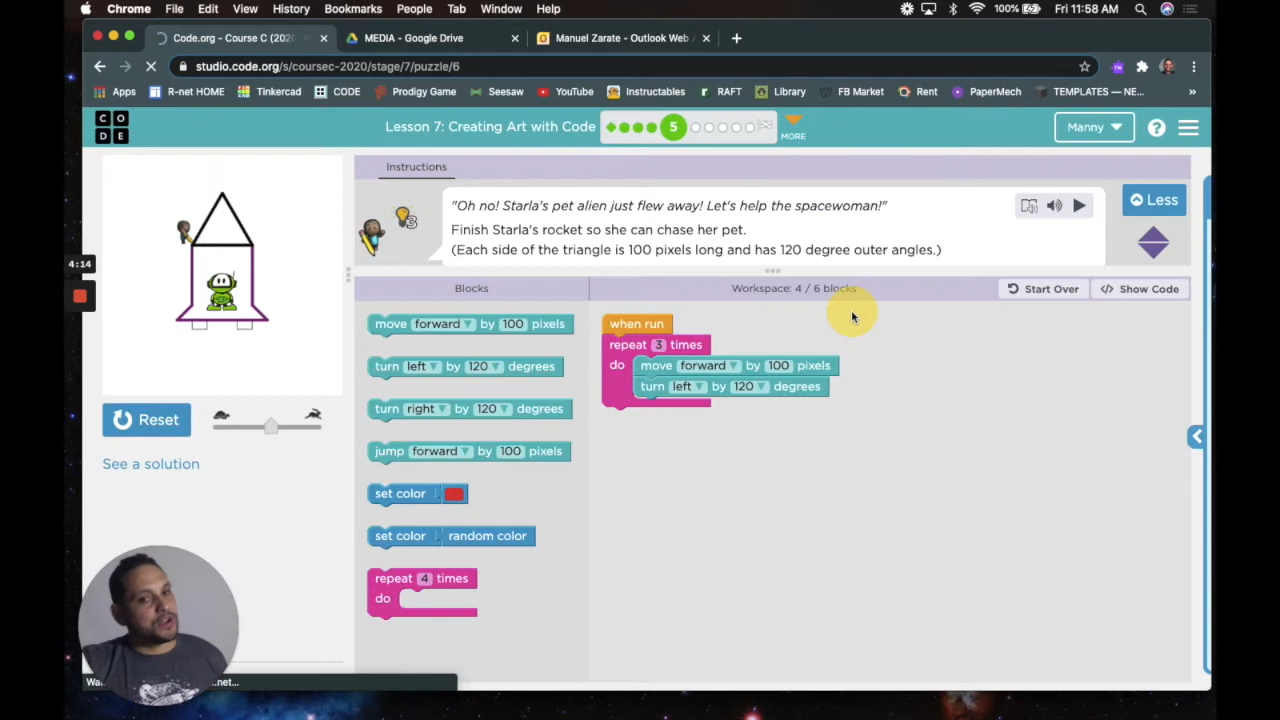 Chrome File Edit View History Bookmarks People Tab Window Help 100% Fri 11:58 AM
Code.org - Course C (202 MEDIA - Google Drive Manuel Zarate - Outlook Web
studio.code.org/s/coursec-2020/stage/7/puzzle/6
Apps R-net HOME Tinkercad CODE Prodigy Game Seesaw YouTube Instructables RAFT Library FB Market Rent PaperMech TEMPLATES — NE...
CODE Lesson 7: Creating Art with Code 5 MORE Manny
Instructions
"Oh no! Starla's pet alien just flew away! Let's help the spacewoman!"
3
Less
Finish Starla's rocket so she can chase her pet.
(Each side of the triangle is 100 pixels long and has 120 degree outer angles.)
4:14
Blocks Workspace: 4 / 6 blocks Start Over Show Code
move forward by 100 pixels
turn left by 120 degrees
turn right by 120 degrees
jump forward by 100 pixels
set color
set color random color
repeat 4 times
do
when run
repeat 3 times
do move forward by 100 pixels
turn left by 120 degrees
Reset
See a solution